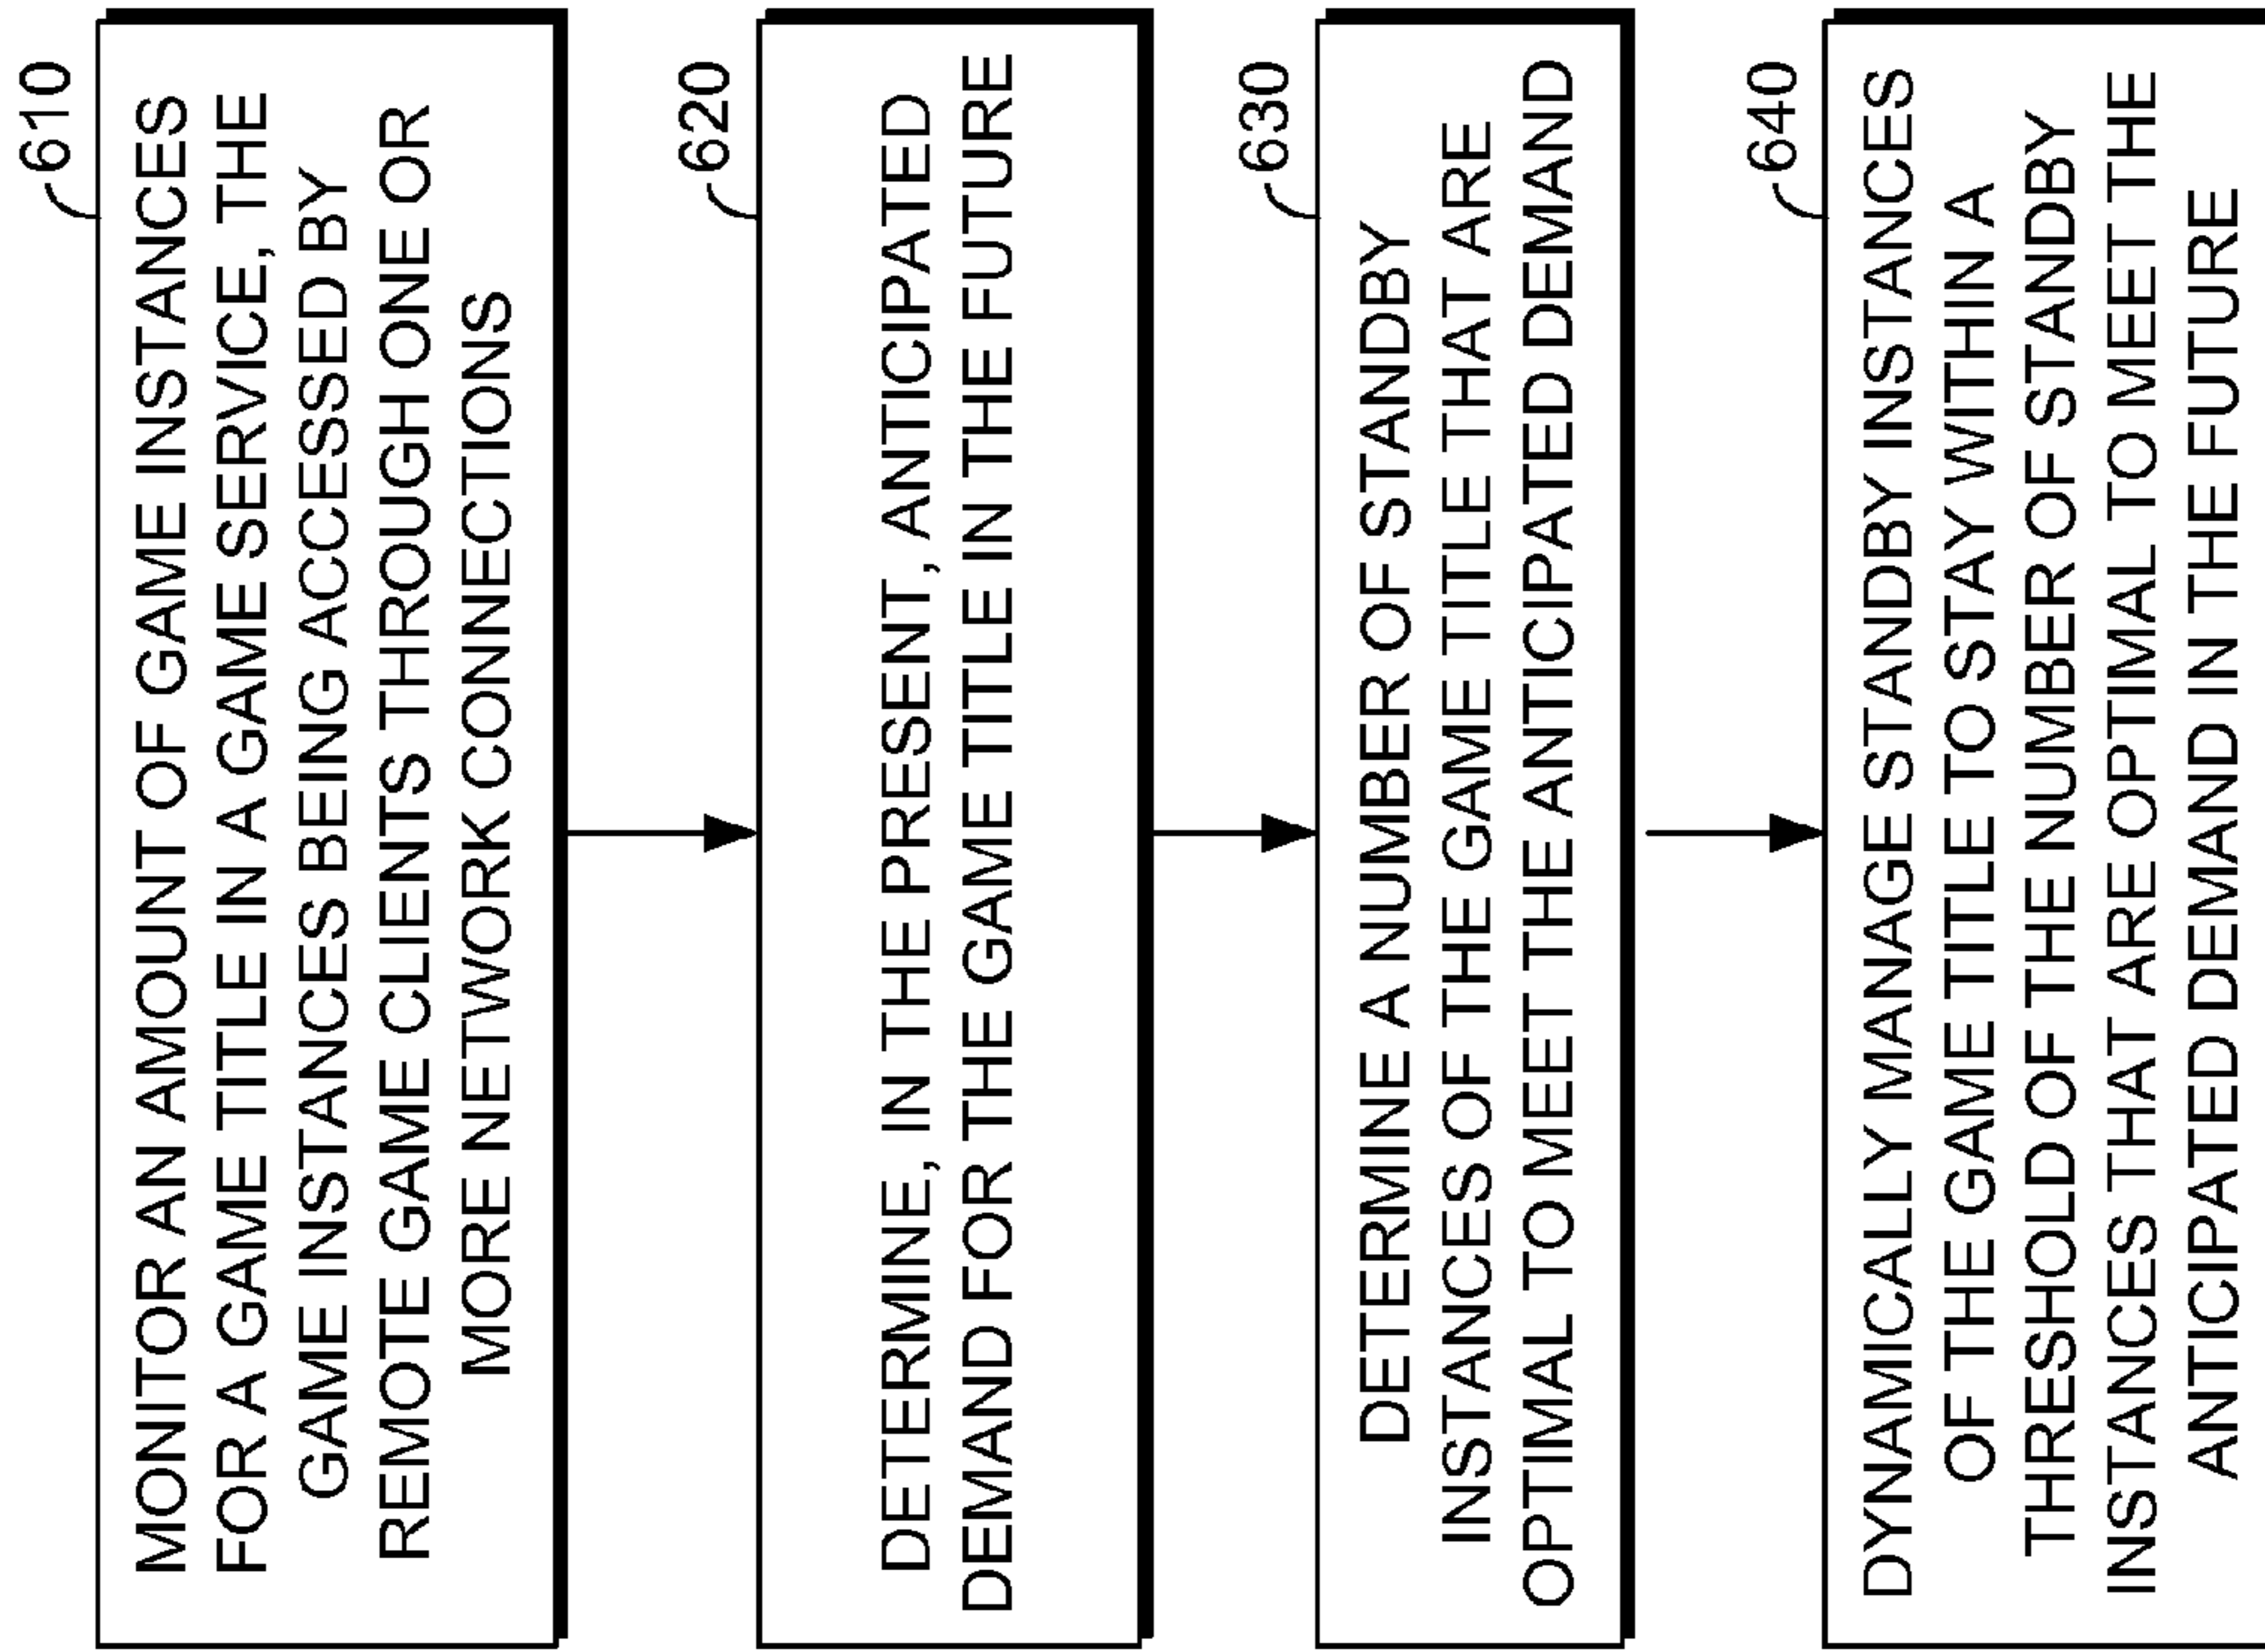 610
MONITOR AN AMOUNT OF GAME INSTANCES
FOR A GAME TITLE IN A GAME SERVICE, THE
GAME INSTANCES BEING ACCESSED BY
REMOTE GAME CLIENTS THROUGH ONE OR
MORE NETWORK CONNECTIONS
620
DETERMINE, IN THE PRESENT, ANTICIPATED
DEMAND FOR THE GAME TITLE IN THE FUTURE
630
DETERMINE A NUMBER OF STANDBY
INSTANCES OF THE GAME TITLE THAT ARE
OPTIMAL TO MEET THE ANTICIPATED DEMAND
640
DYNAMICALLY MANAGE STANDBY INSTANCES
OF THE GAME TITLE TO STAY WITHIN A
THRESHOLD OF THE NUMBER OF STANDBY
INSTANCES THAT ARE OPTIMAL TO MEET THE
ANTICIPATED DEMAND IN THE FUTURE